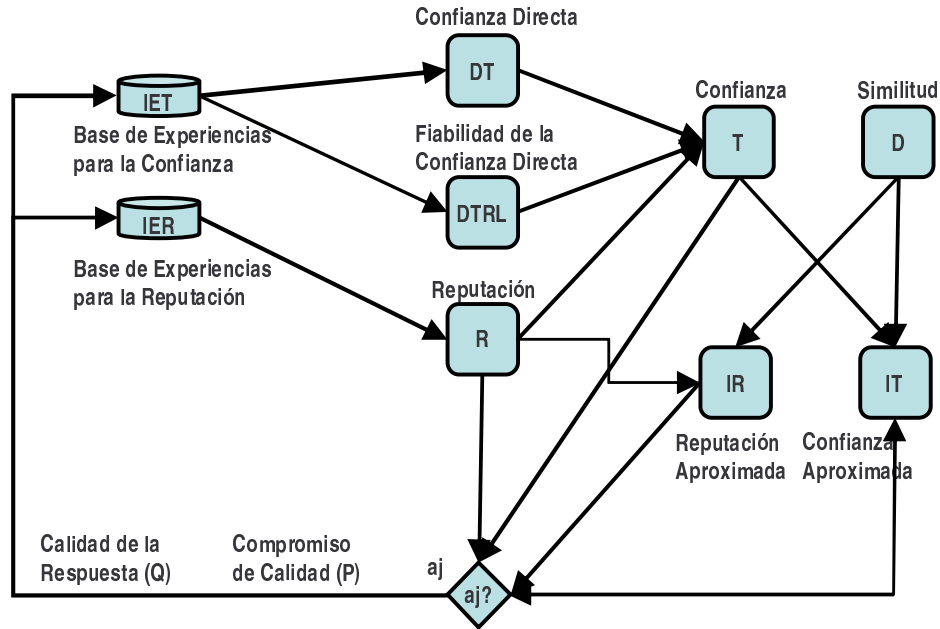 Confianza Directa
DT
IET
Base de Experiencias
para la Confianza
Fiabilidad de la
Confianza Directa
DTRL
Confianza
T
Similitud
D
IER
Base de Experiencias
para la Reputación
Reputación
R
IR
Reputación
Aproximada
IT
Confianza
Aproximada
Calidad de la
Respuesta (Q)
Compromiso
de Calidad (P)
aj
aj?